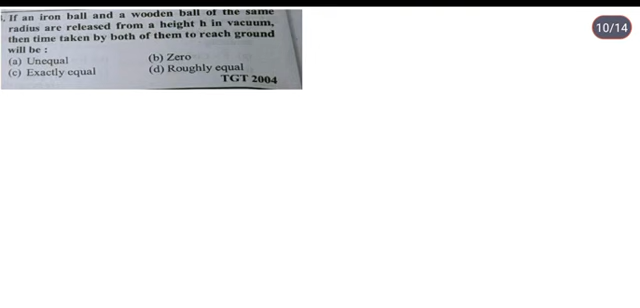 . If an iron ball and a wooden ball of the same
radius are released from a height h in vacuum,
then time taken by both of them to reach ground
will be :
(a) Unequal (b) Zero
(c) Exactly equal (d) Roughly equal
TGT 2004
10/14